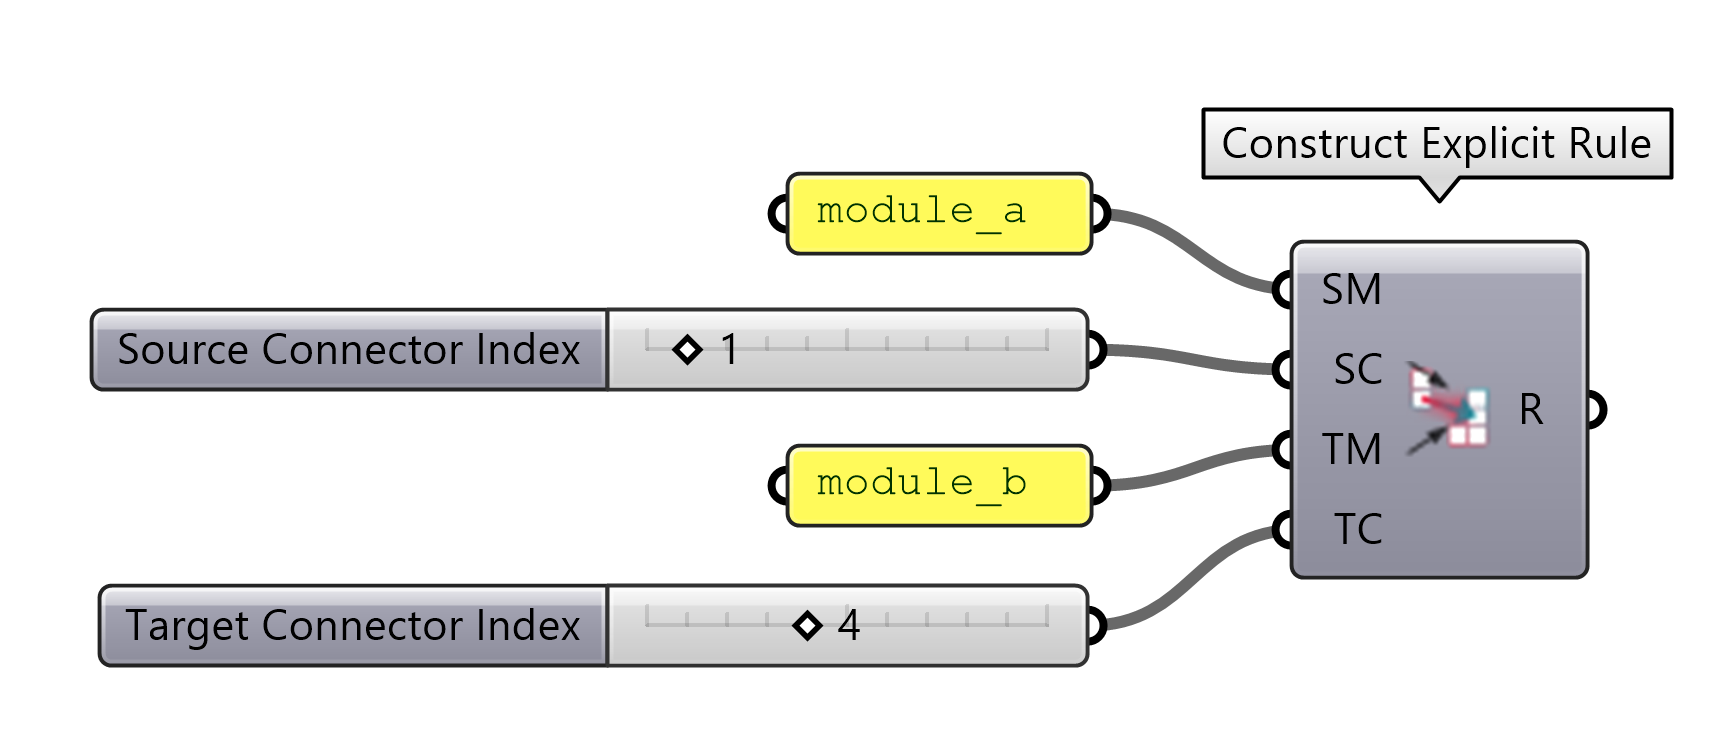 Construct Explicit Rule
module_a
SM
Source Connector Index
1
SC
R
module_b
TM
TC
Target Connector Index
4